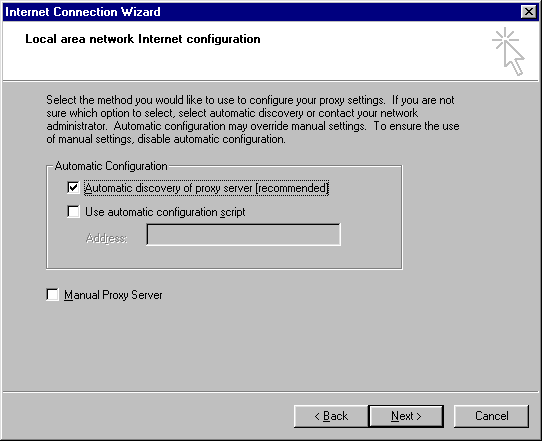 Internet Connection Wizard
Local area network Internet configuration
Select the method you would like to use to configure your proxy settings.  If you are not
sure which option to select, select automatic discovery or contact your network
administrator.  Automatic configuration may override manual settings.  To ensure the use
of manual settings, disable automatic configuration.
Automatic Configuration
Automatic discovery of proxy server [recommended]
Use automatic configuration script
Address:
Manual Proxy Server
< Back
Next >
Cancel